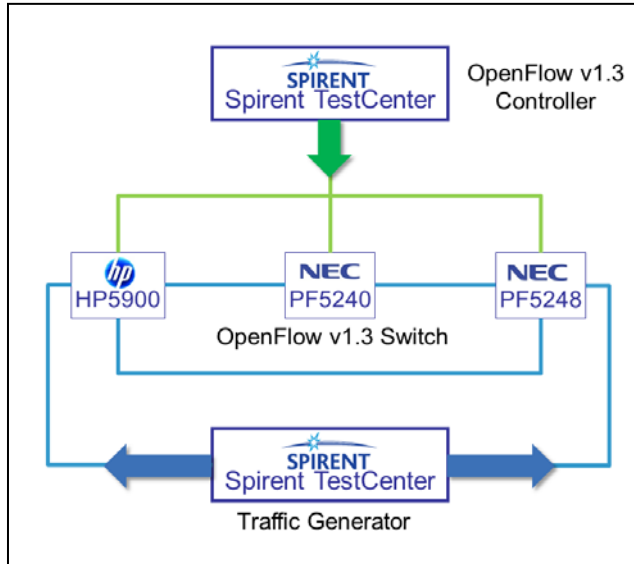 SPIRENT
Spirent TestCenter
OpenFlow v1.3
Controller
hp
HP5900
NEC
PF5240
NEC
PF5248
OpenFlow v1.3 Switch
SPIRENT
Spirent TestCenter
Traffic Generator